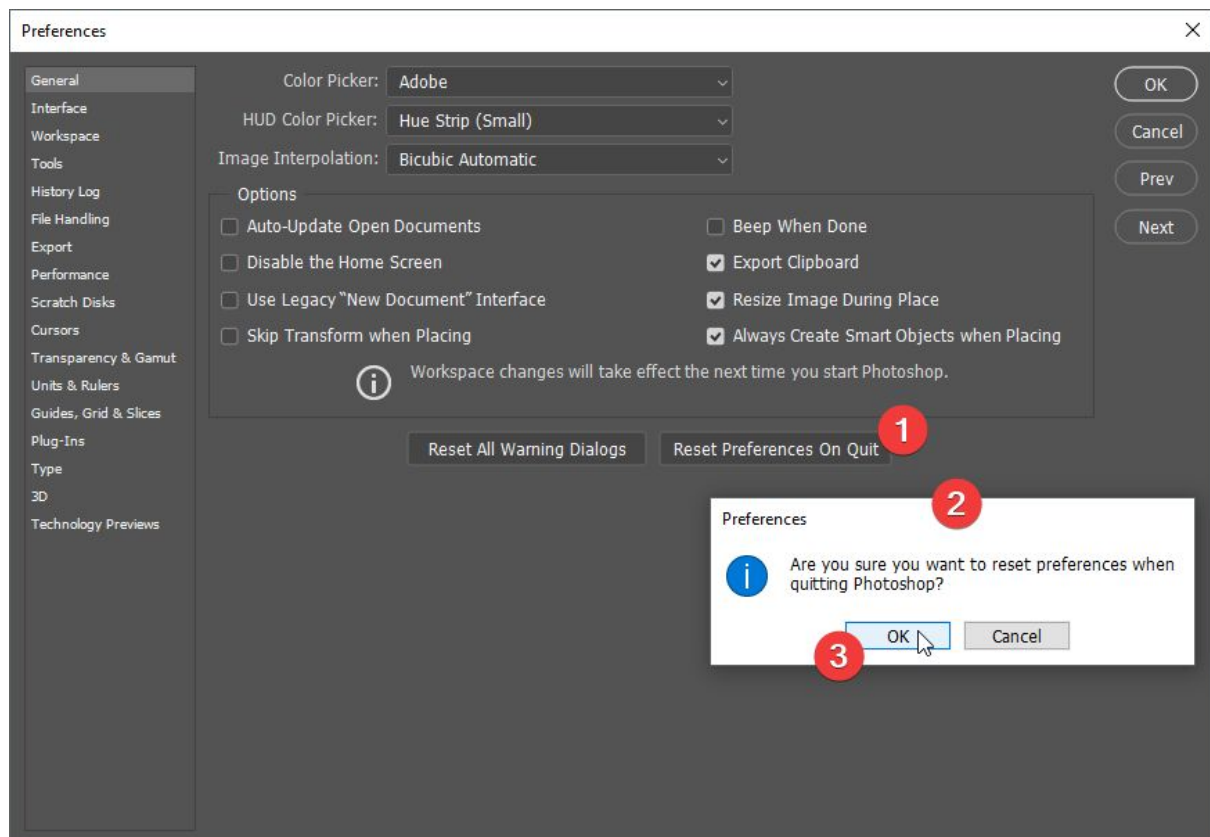 Preferences
General
Interface
Workspace
Tools
History Log
File Handling
Export
Performance
Scratch Disks
Cursors
Transparency & Gamut
Units & Rulers
Guides, Grid & Slices
Plug-Ins
Type
3D
Technology Previews
Color Picker: Adobe
HUD Color Picker: Hue Strip (Small)
Image Interpolation: Bicubic Automatic
Options
Auto-Update Open Documents
Beep When Done
Disable the Home Screen
Export Clipboard
Use Legacy “New Document” Interface
Resize Image During Place
Skip Transform when Placing
Always Create Smart Objects when Placing
Workspace changes will take effect the next time you start Photoshop.
Reset All Warning Dialogs
Reset Preferences On Quit
1
OK
Cancel
Prev
Next
2
Preferences
Are you sure you want to reset preferences when
quitting Photoshop?
3
OK
Cancel